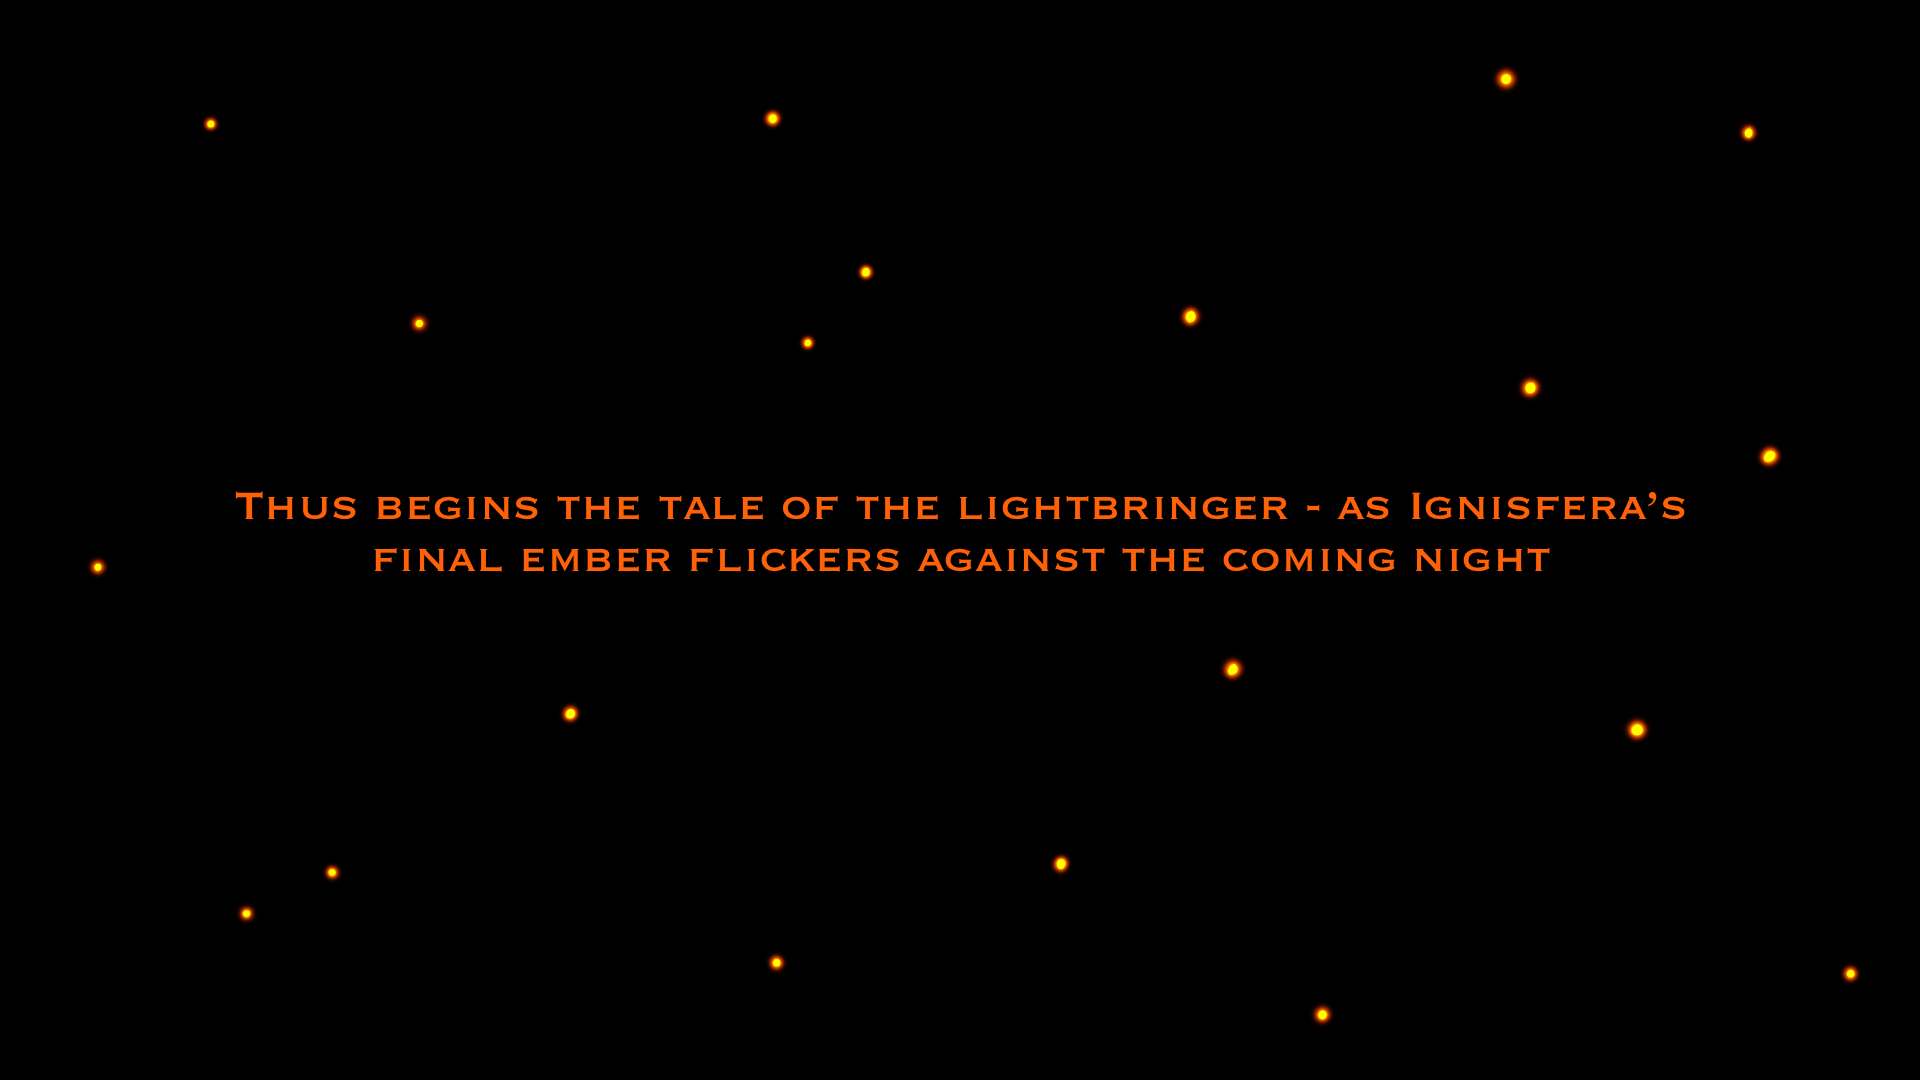 Thus begins the tale of the lightbringer - as Ignisfera’s
final ember flickers against the coming night